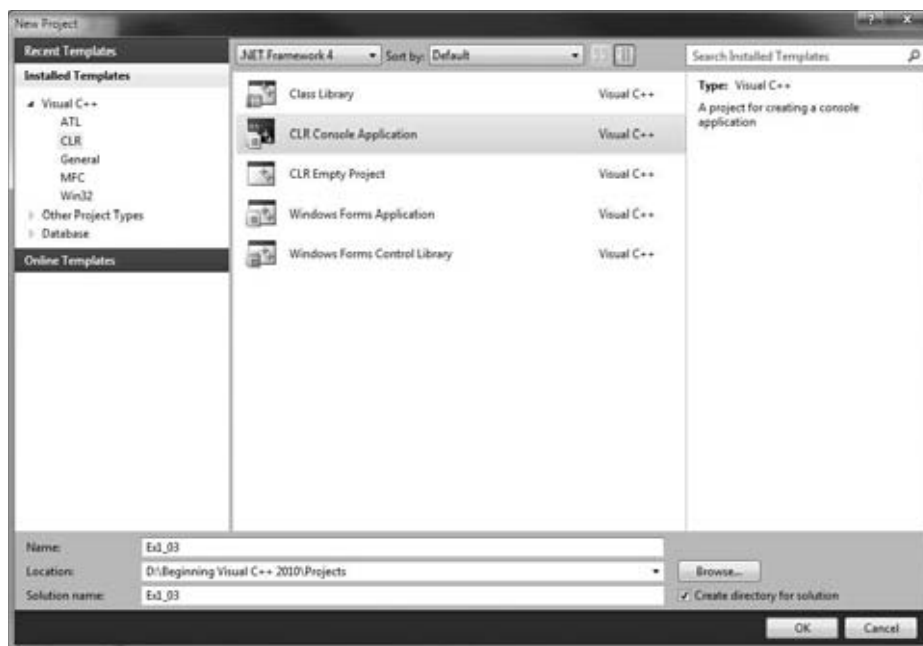 New Project
Recent Templates
Installed Templates
Visual C++
ATL
CLR
General
MFC
Win32
Other Project Types
Database
Online Templates
.NET Framework 4 Sort by: Default
Class Library Visual C++
CLR Console Application Visual C++
CLR Empty Project Visual C++
Windows Forms Application Visual C++
Windows Forms Control Library Visual C++
Search Installed Templates
Type: Visual C++
A project for creating a console
application
Name: Ex1_03
Location: D:\Beginning Visual C++ 2010\Projects Browse...
Solution name: Ex1_03 Create directory for solution
OK Cancel